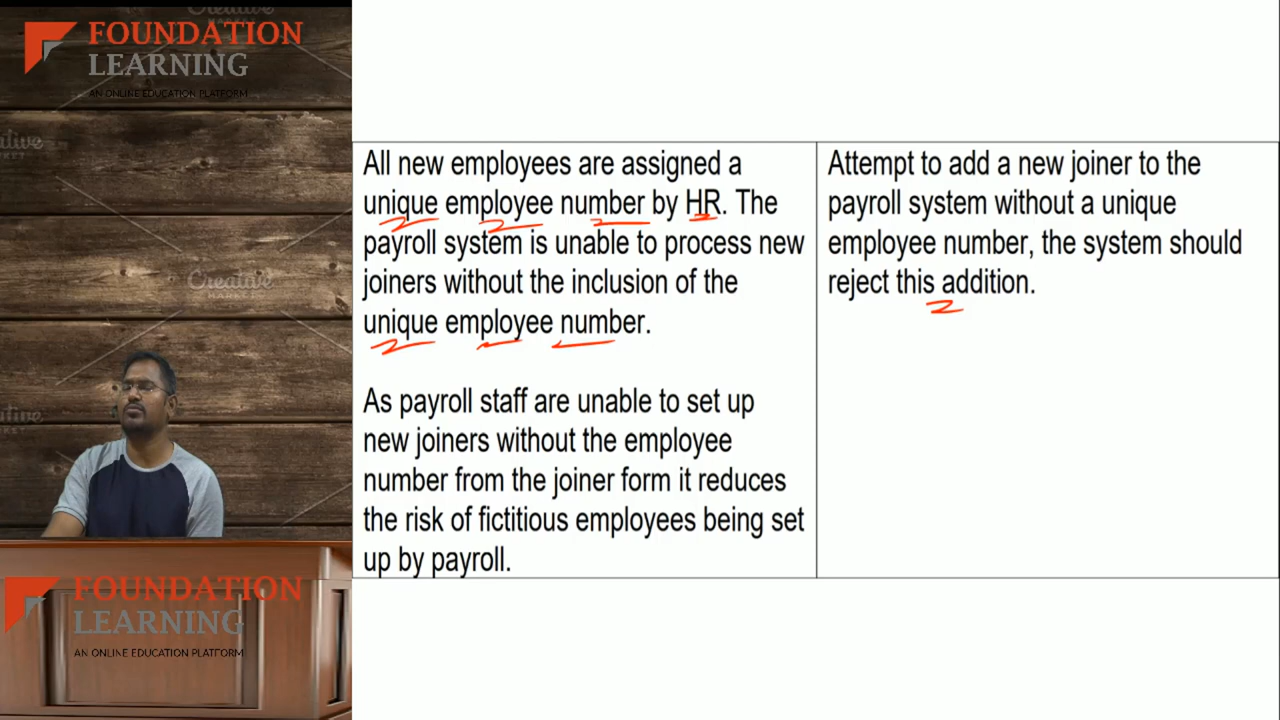 FOUNDATION
LEARNING
AN ONLINE EDUCATION PLATFORM
All new employees are assigned a
unique employee number by HR. The
payroll system is unable to process new
joiners without the inclusion of the
unique employee number.
As payroll staff are unable to set up
new joiners without the employee
number from the joiner form it reduces
the risk of fictitious employees being set
up by payroll.
Attempt to add a new joiner to the
payroll system without a unique
employee number, the system should
reject this addition.
Creative
MARKET
FOUNDATION
LEARNING
AN ONLINE EDUCATION PLATFORM